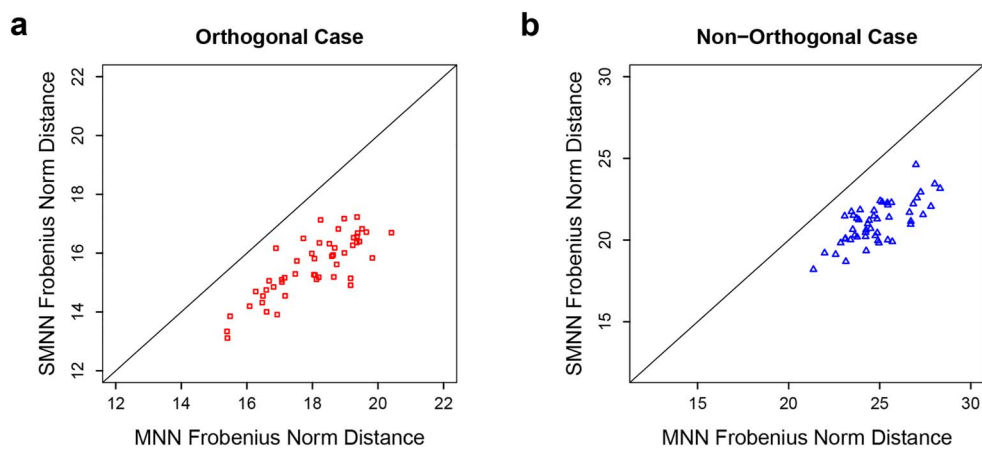 a
Orthogonal Case
SMNN Frobenius Norm Distance
22
20
18
16
14
12
12 14 16 18 20 22
MNN Frobenius Norm Distance
b
Non−Orthogonal Case
SMNN Frobenius Norm Distance
30
25
20
15
15 20 25 30
MNN Frobenius Norm Distance